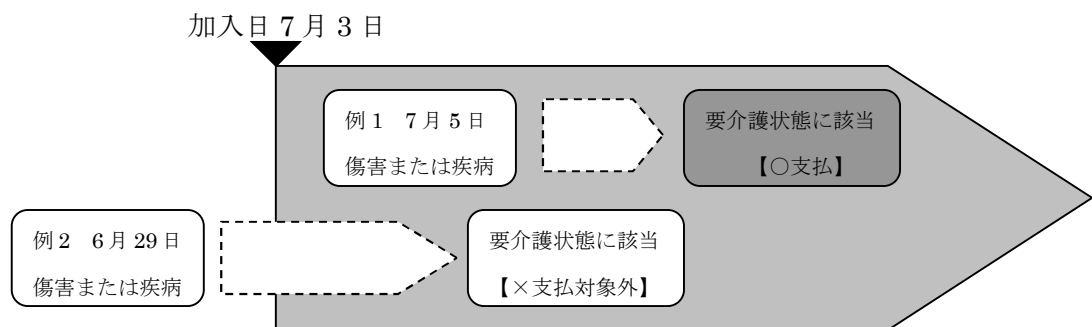 加入日7月3日
例1 7月5日
傷害または疾病
要介護状態に該当
【○支払】
例2 6月29日
傷害または疾病
要介護状態に該当
【×支払対象外】